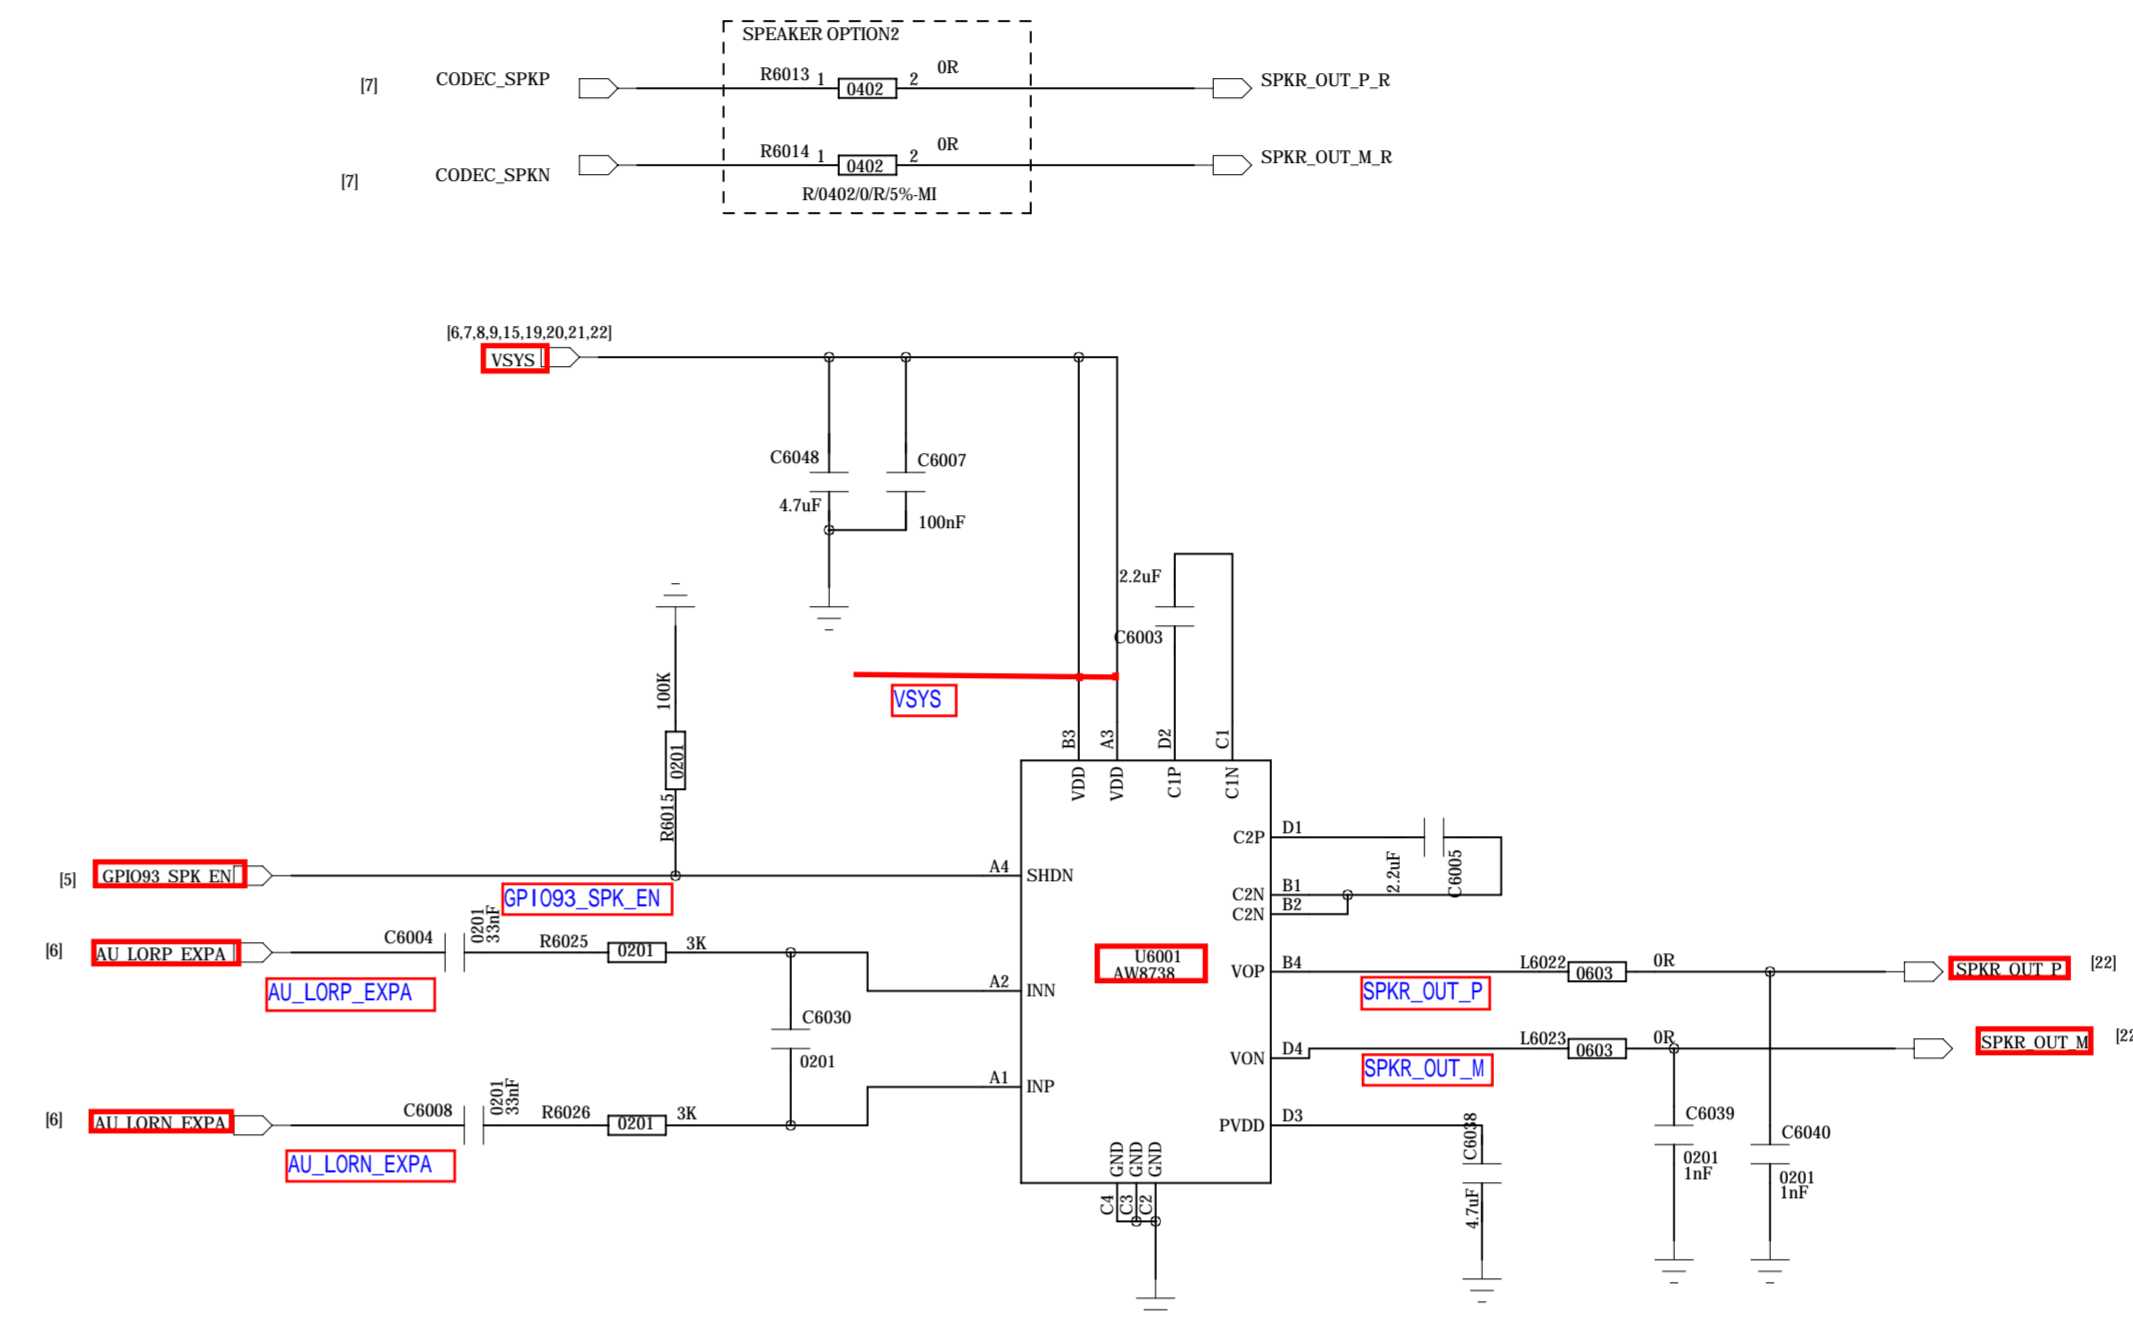 SPEAKER OPTION2
[7] CODEC_SPKP R6013 1 0402 2 0R SPKR_OUT_P_R
[7] CODEC_SPKN R6014 1 0402 2 0R SPKR_OUT_M_R
R/0402/0/R/5%-MI
[6,7,8,9,15,19,20,21,22]
VSYS
C6048
4.7uF
C6007
100nF
2.2uF
C6003
VSYS
100K
0201
R6015
B3
A3
D2
C1
VDD
VDD
C1P
C1N
[5] GPIO93_SPK_EN
GPIO93_SPK_EN
A4 SHDN
[6] AU_LORP_EXPA
C6004
0201
33nF
R6025 0201 3K
AU_LORP_EXPA
A2 INN
C6030
0201
A1 INP
[6] AU_LORN_EXPA
C6008
0201
33nF
R6026 0201 3K
AU_LORN_EXPA
U6001
AW8738
C2P D1
2.2uF
C6005
C2N B1
C2N B2
VOP B4
L6022 0603 0R
SPKR_OUT_P [22]
SPKR_OUT_P
VON D4
L6023 0603 0R
SPKR_OUT_M
SPKR_OUT_M
PVDD D3
C6038
4.7uF
C6039
0201
1nF
C6040
0201
1nF
GND
GND
GND
C4
C3
C2